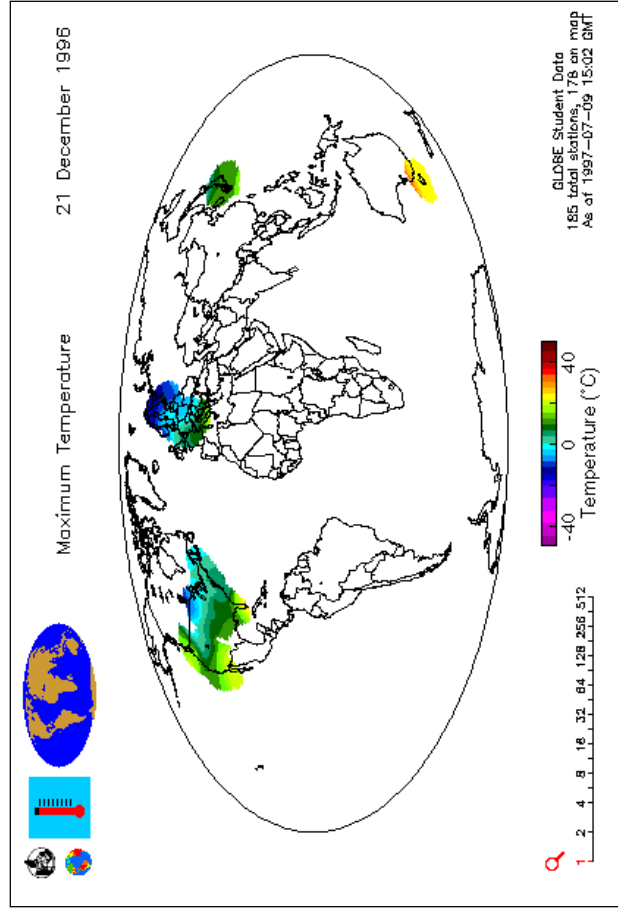 Maximum Temperature 21 December 1996
1 2 4 8 16 32 64 128 256 512
-40 0 40
Temperature (°C)
GLOBE Student Data
185 total stations, 178 on map
As of 1997-07-09 15:02 GMT